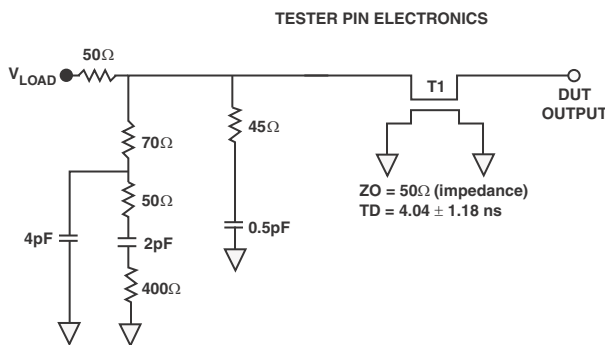 TESTER PIN ELECTRONICS
50Ω
VLOAD
T1
DUT
OUTPUT
70Ω
45Ω
50Ω
4pF
2pF
0.5pF
400Ω
ZO = 50Ω (impedance)
TD = 4.04 ± 1.18 ns